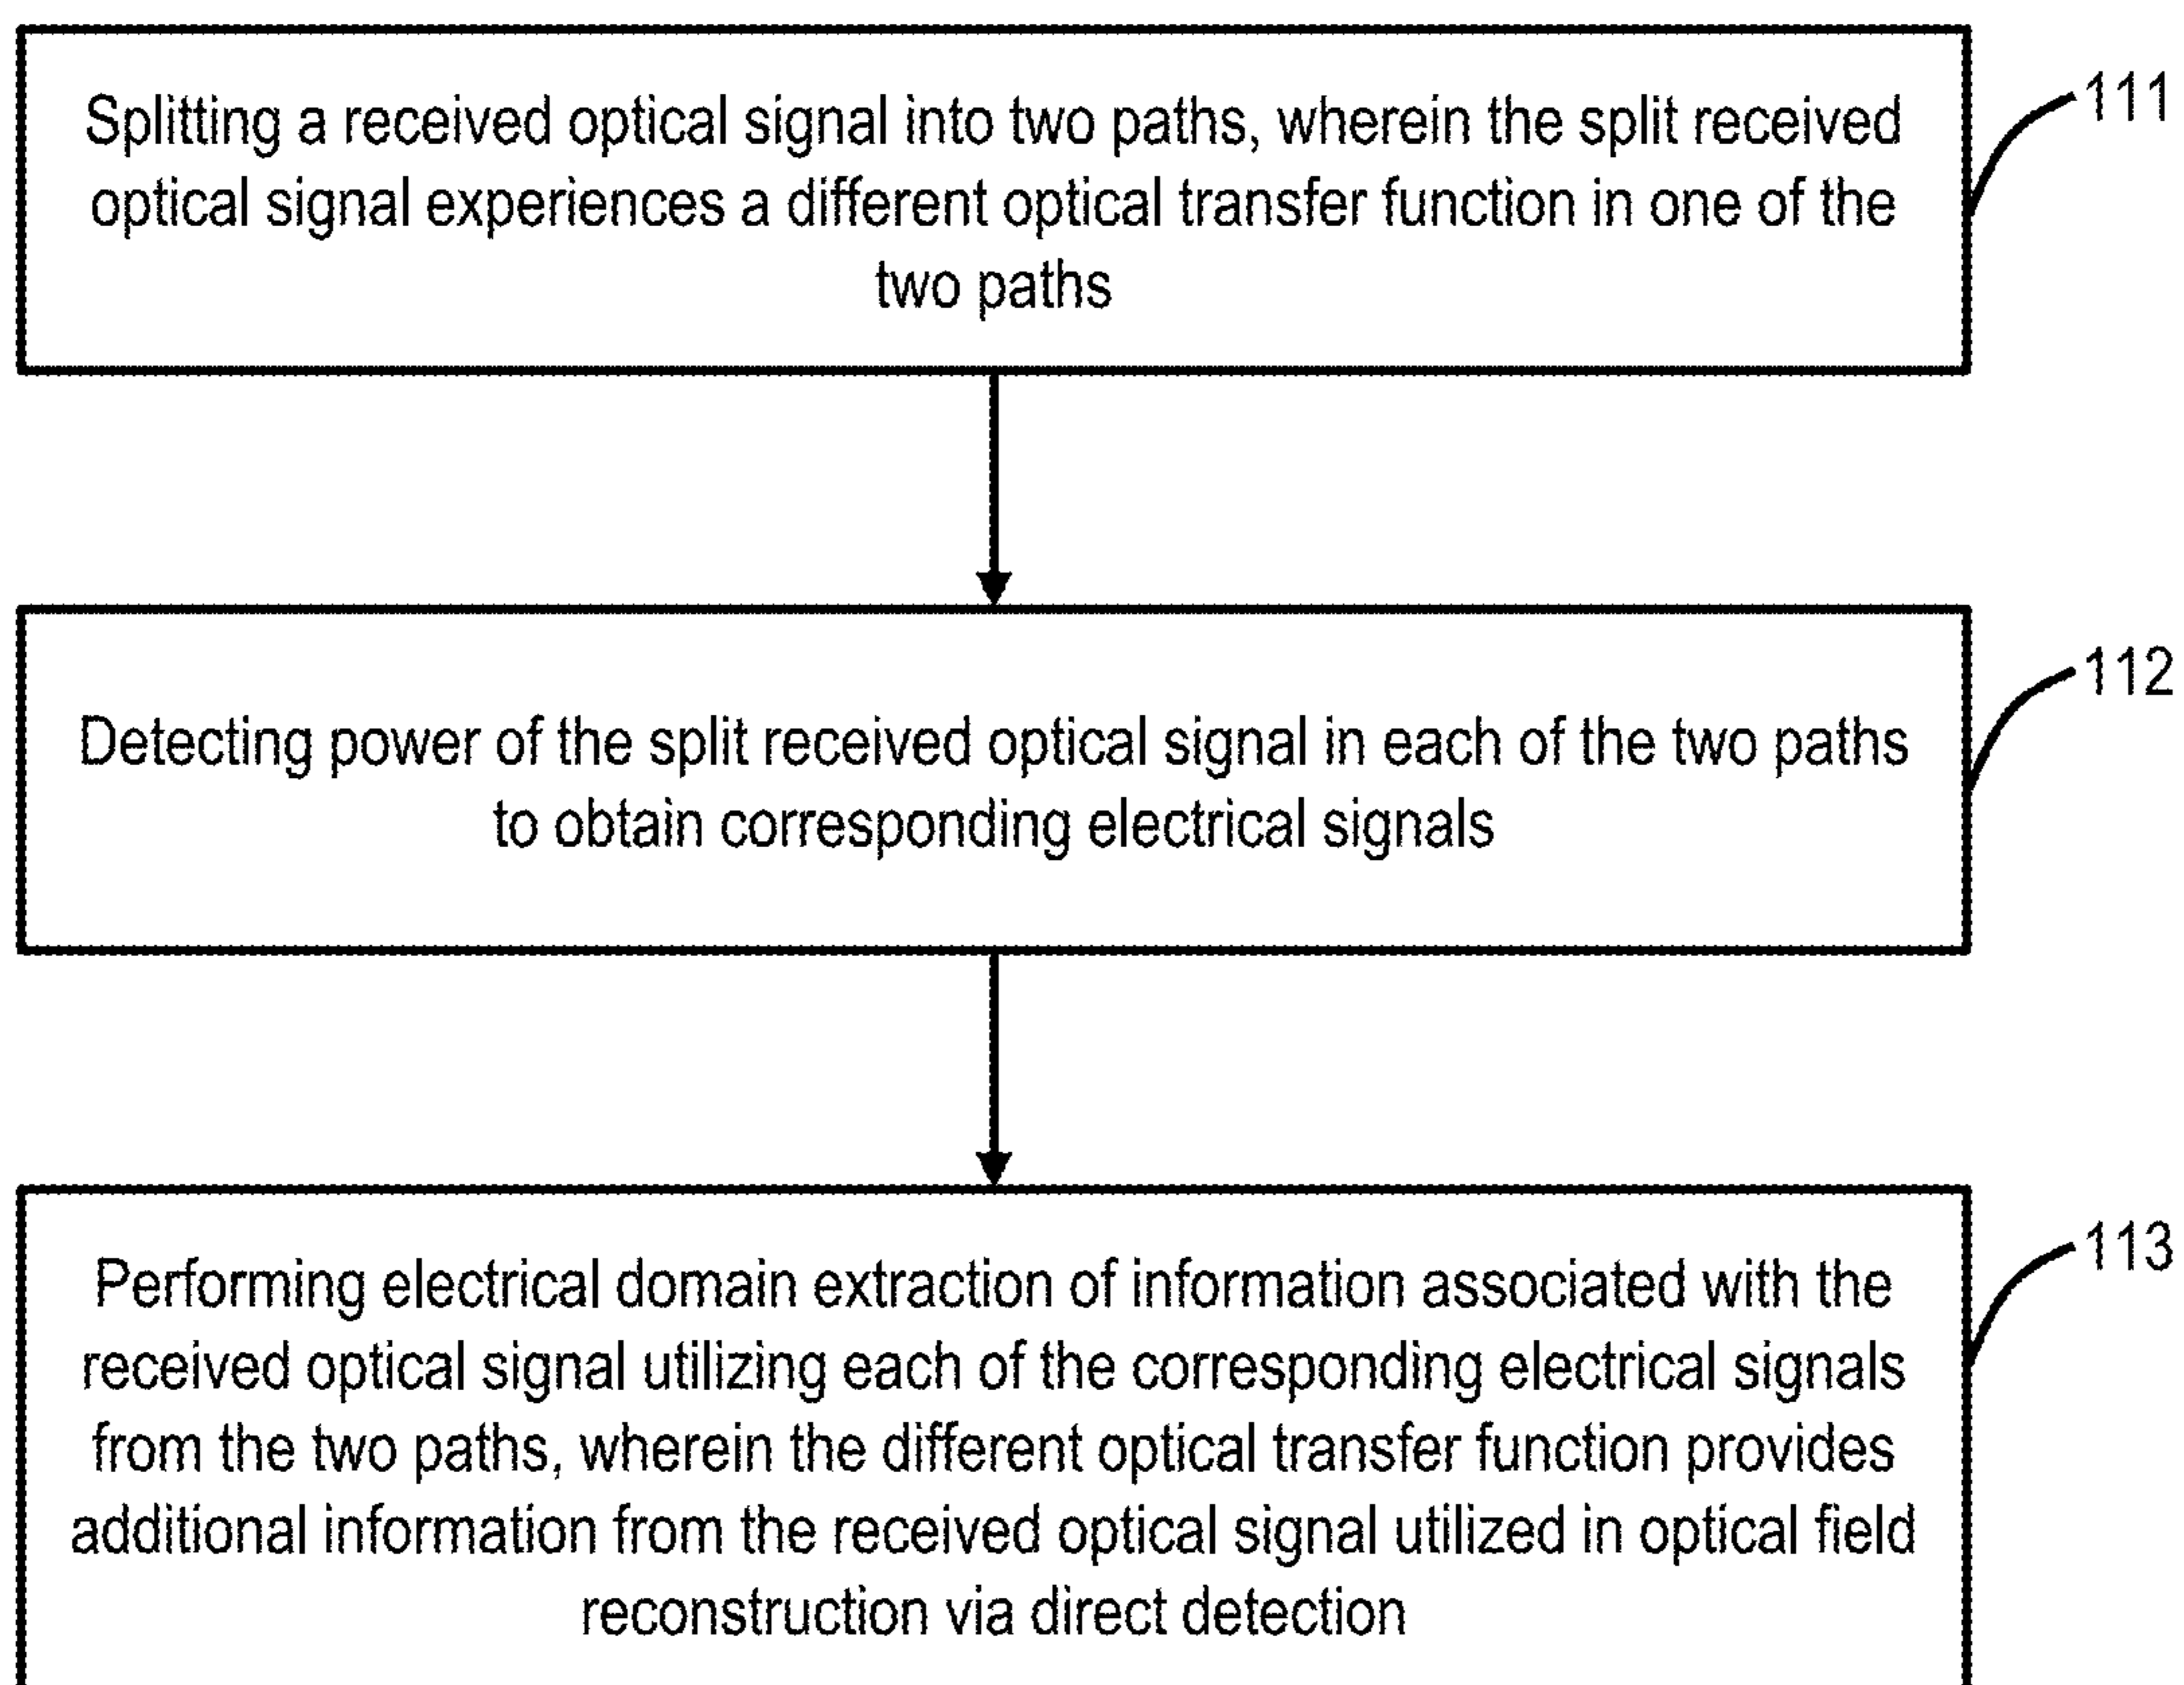 Splitting a received optical signal into two paths, wherein the split received
optical signal experiences a different optical transfer function in one of the
two paths
111
Detecting power of the split received optical signal in each of the two paths
to obtain corresponding electrical signals
112
Performing electrical domain extraction of information associated with the
received optical signal utilizing each of the corresponding electrical signals
from the two paths, wherein the different optical transfer function provides
additional information from the received optical signal utilized in optical field
reconstruction via direct detection
113